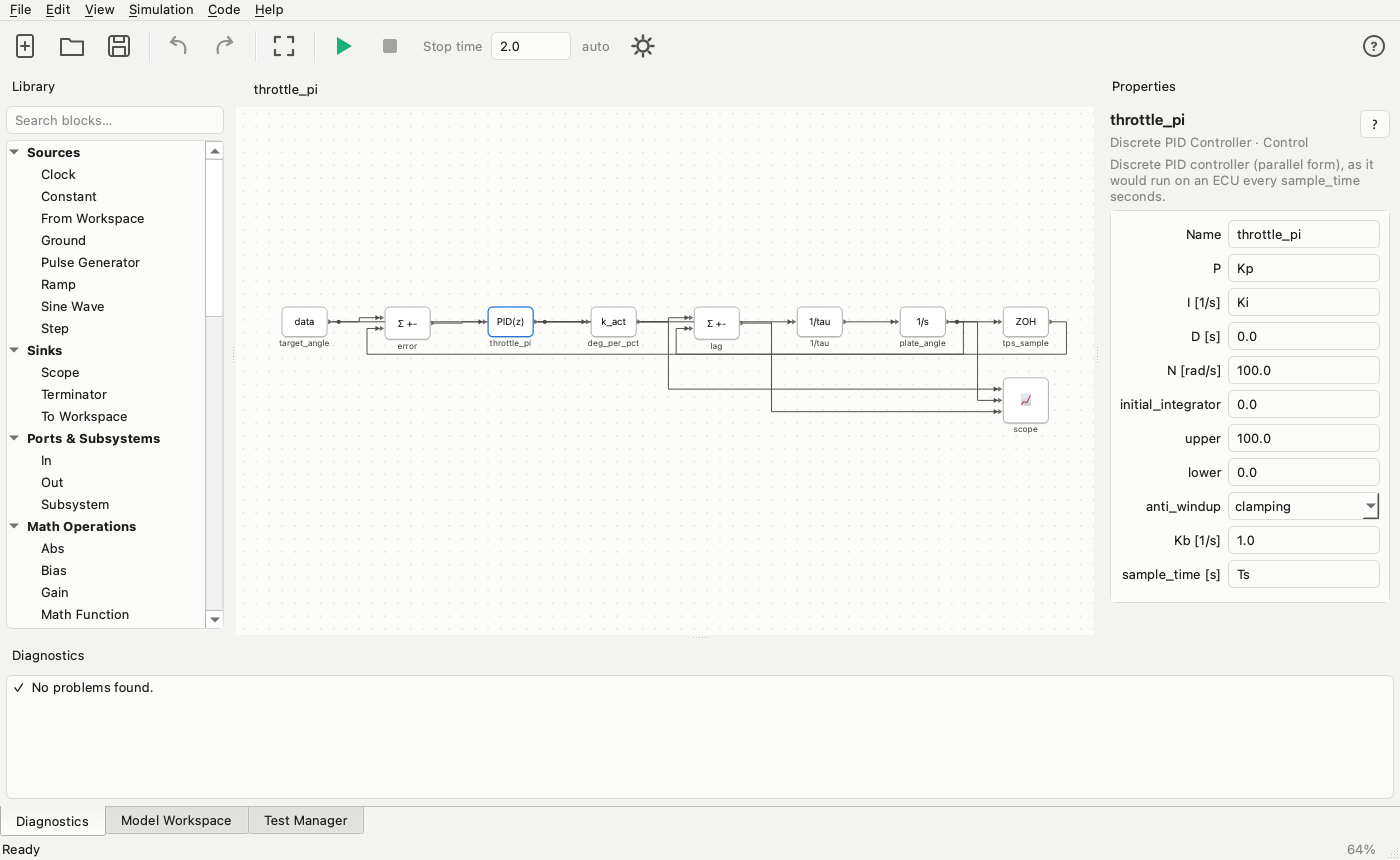 File Edit View Simulation Code Help
Stop time 2.0 auto
Library
throttle_pi
Properties
Search blocks...
Sources
Clock
Constant
From Workspace
Ground
Pulse Generator
Ramp
Sine Wave
Step
Sinks
Scope
Terminator
To Workspace
Ports & Subsystems
In
Out
Subsystem
Math Operations
Abs
Bias
Gain
Math Function
data
target_angle
Σ +-
error
PID(z)
throttle_pi
k_act
deg_per_pct
Σ +-
lag
1/tau
1/tau
1/s
plate_angle
ZOH
tps_sample
scope
throttle_pi
?
Discrete PID Controller · Control
Discrete PID controller (parallel form), as it
would run on an ECU every sample_time
seconds.
Name throttle_pi
P Kp
I [1/s] Ki
D [s] 0.0
N [rad/s] 100.0
initial_integrator 0.0
upper 100.0
lower 0.0
anti_windup clamping
Kb [1/s] 1.0
sample_time [s] Ts
Diagnostics
✓ No problems found.
Diagnostics Model Workspace Test Manager
Ready 64%